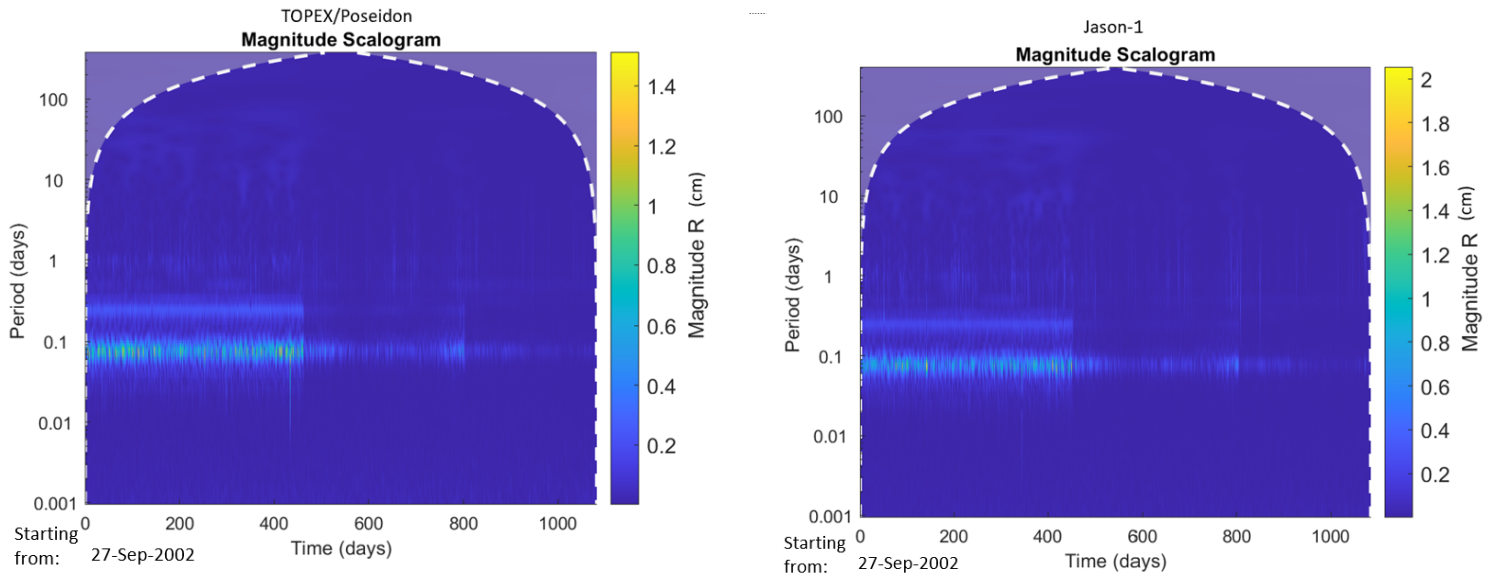 TOPEX/Poseidon
Magnitude Scalogram
100
10
1
0.1
0.01
0.001
Period (days)
0
200
400
600
800
1000
Time (days)
Starting
from:
27-Sep-2002
1.4
1.2
1
0.8
0.6
0.4
0.2
Magnitude R (cm)
Jason-1
Magnitude Scalogram
100
10
1
0.1
0.01
0.001
Period (days)
0
200
400
600
800
1000
Time (days)
Starting
from:
27-Sep-2002
2
1.8
1.6
1.4
1.2
1
0.8
0.6
0.4
0.2
Magnitude R (cm)